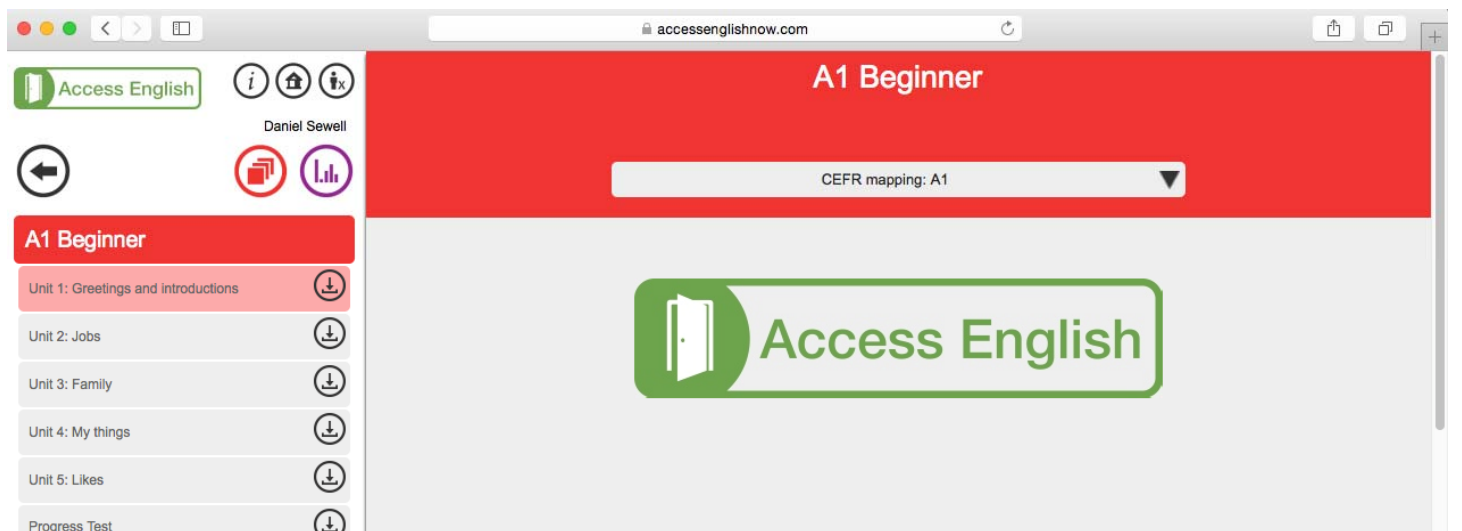 accessenglishnow.com
Access English
Daniel Sewell
A1 Beginner
Unit 1: Greetings and introductions
Unit 2: Jobs
Unit 3: Family
Unit 4: My things
Unit 5: Likes
Progress Test
A1 Beginner
CEFR mapping: A1
Access English